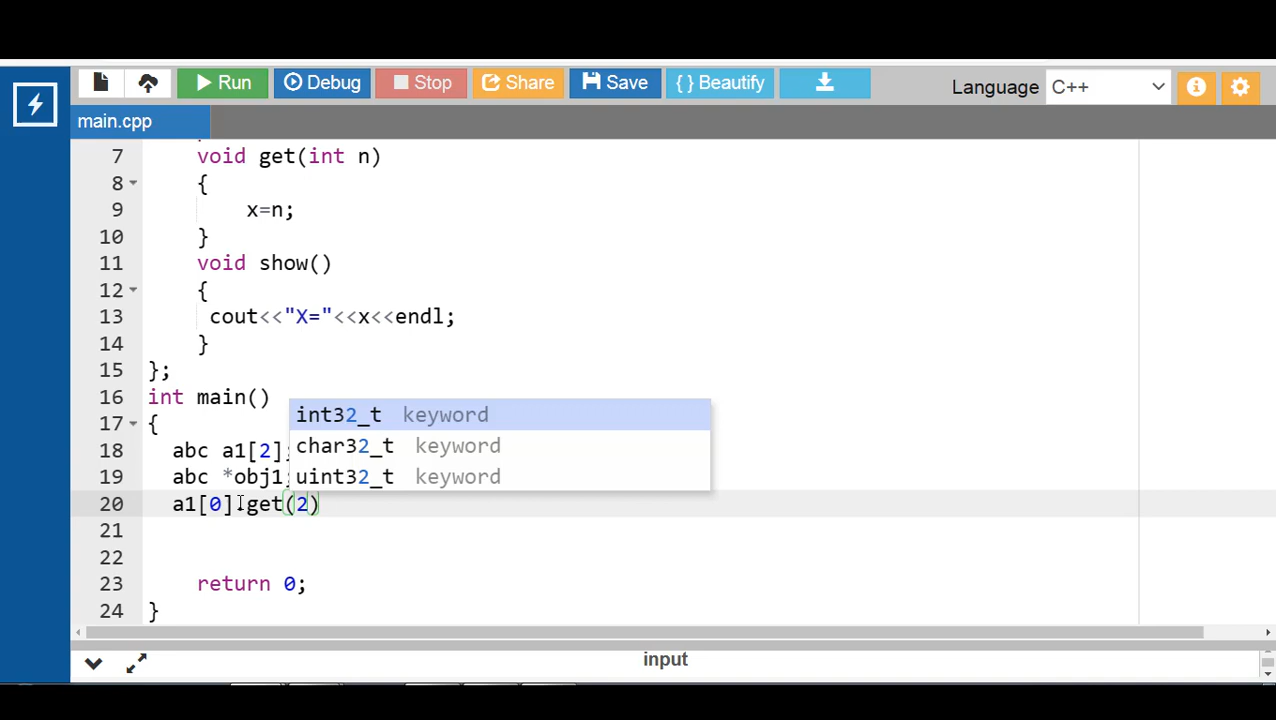 Run Debug Stop Share Save { } Beautify Language C++
main.cpp
7 void get(int n)
8 {
9 x=n;
10 }
11 void show()
12 {
13 cout<<"X="<<x<<endl;
14 }
15 };
16 int main()
17 {
int32_t keyword
18 abc a1[2];
char32_t keyword
19 abc *obj1;
uint32_t keyword
20 a1[0].get(2)
21
22
23 return 0;
24 }
input